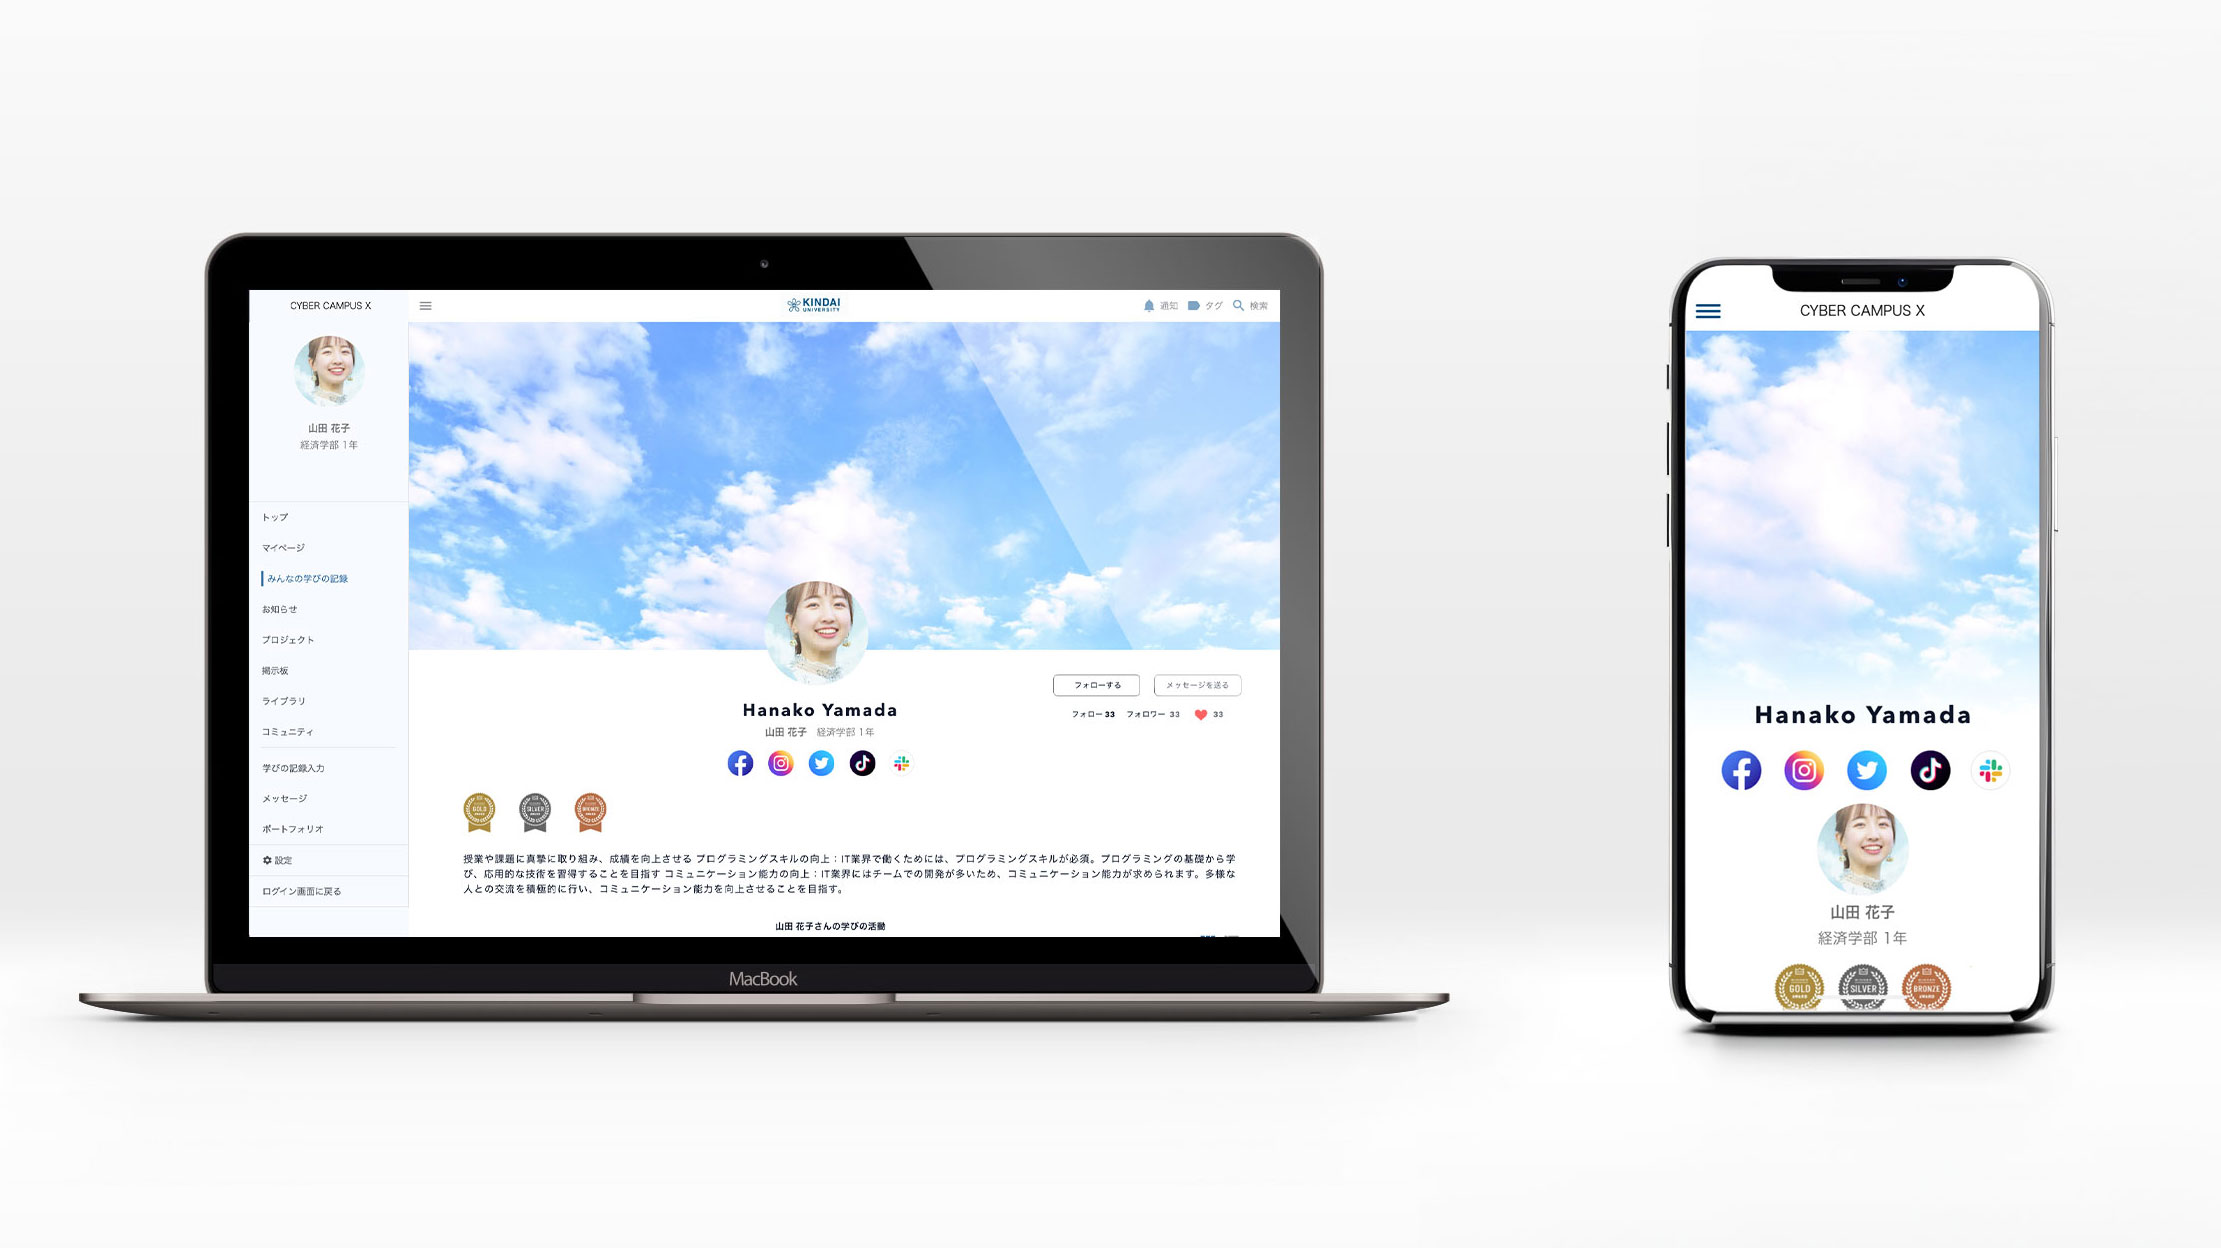 CYBER CAMPUS X
山田 花子
経済学部 1年
トップ
マイページ
みんなの学びの記録
お知らせ
プロジェクト
掲示板
ライブラリ
コミュニティ
学びの記録入力
メッセージ
ポートフォリオ
設定
ログイン画面に戻る
KINDAI
UNIVERSITY
通知 タグ 検索
フォローする メッセージを送る
フォロー 33 フォロワー 33 33
Hanako Yamada
山田 花子 経済学部 1年
GOLD SILVER BRONZE
授業や課題に真摯に取り組み、成績を向上させる プログラミングスキルの向上：IT業界で働くためには、プログラミングスキルが必須。プログラミングの基礎から学
び、応用的な技術を習得することを目指す コミュニケーション能力の向上：IT業界にはチームでの開発が多いため、コミュニケーション能力が求められます。多様な
人との交流を積極的に行い、コミュニケーション能力を向上させることを目指す。
山田 花子さんの学びの活動
MacBook
CYBER CAMPUS X
Hanako Yamada
山田 花子
経済学部 1年
GOLD SILVER BRONZE
AWARD AWARD AWARD